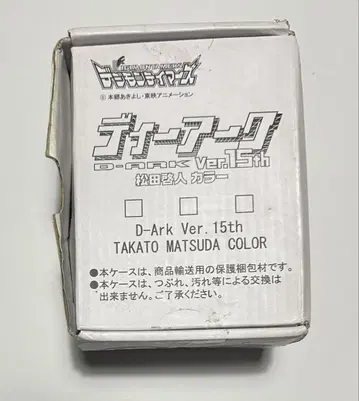 DIGIMON TAMERS
デジモンテイマーズ
© 本郷あきよし・東映アニメーション
ディーアーク
D-ARK Ver.15th
松田啓人 カラー
D-Ark Ver.15th
TAKATO MATSUDA COLOR
●本ケースは、商品輸送用の保護梱包材です。
●本ケースは、つぶれ、汚れ等による交換は
出来ません。ご了承ください。